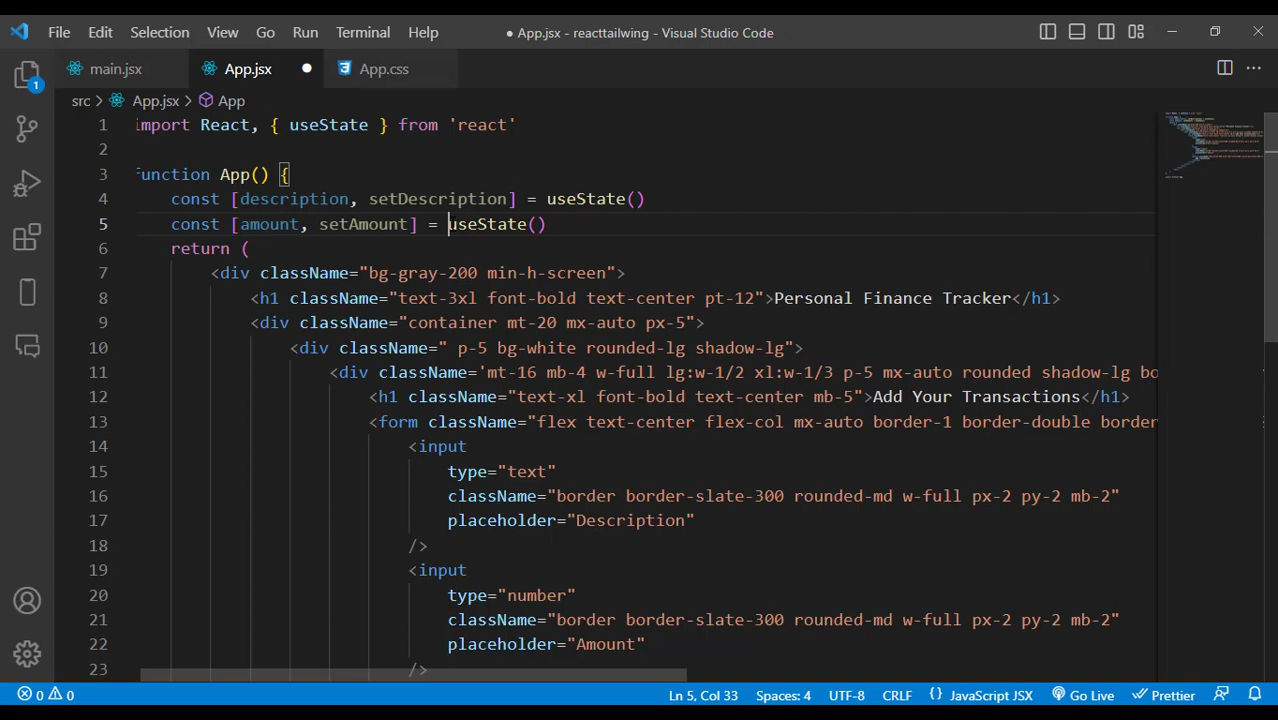 File Edit Selection View Go Run Terminal Help ● App.jsx - reacttailwing - Visual Studio Code
main.jsx App.jsx ● App.css
1
src > App.jsx > App
1 import React, { useState } from 'react'
2
3 function App() {
4 const [description, setDescription] = useState()
5 const [amount, setAmount] = useState()
6 return (
7 <div className="bg-gray-200 min-h-screen">
8 <h1 className="text-3xl font-bold text-center pt-12">Personal Finance Tracker</h1>
9 <div className="container mt-20 mx-auto px-5">
10 <div className=" p-5 bg-white rounded-lg shadow-lg">
11 <div className='mt-16 mb-4 w-full lg:w-1/2 xl:w-1/3 p-5 mx-auto rounded shadow-lg bo
12 <h1 className="text-xl font-bold text-center mb-5">Add Your Transactions</h1>
13 <form className="flex text-center flex-col mx-auto border-1 border-double border
14 <input
15 type="text"
16 className="border border-slate-300 rounded-md w-full px-2 py-2 mb-2"
17 placeholder="Description"
18 />
19 <input
20 type="number"
21 className="border border-slate-300 rounded-md w-full px-2 py-2 mb-2"
22 placeholder="Amount"
23 />
0 0 Ln 5, Col 33 Spaces: 4 UTF-8 CRLF {} JavaScript JSX Go Live Prettier